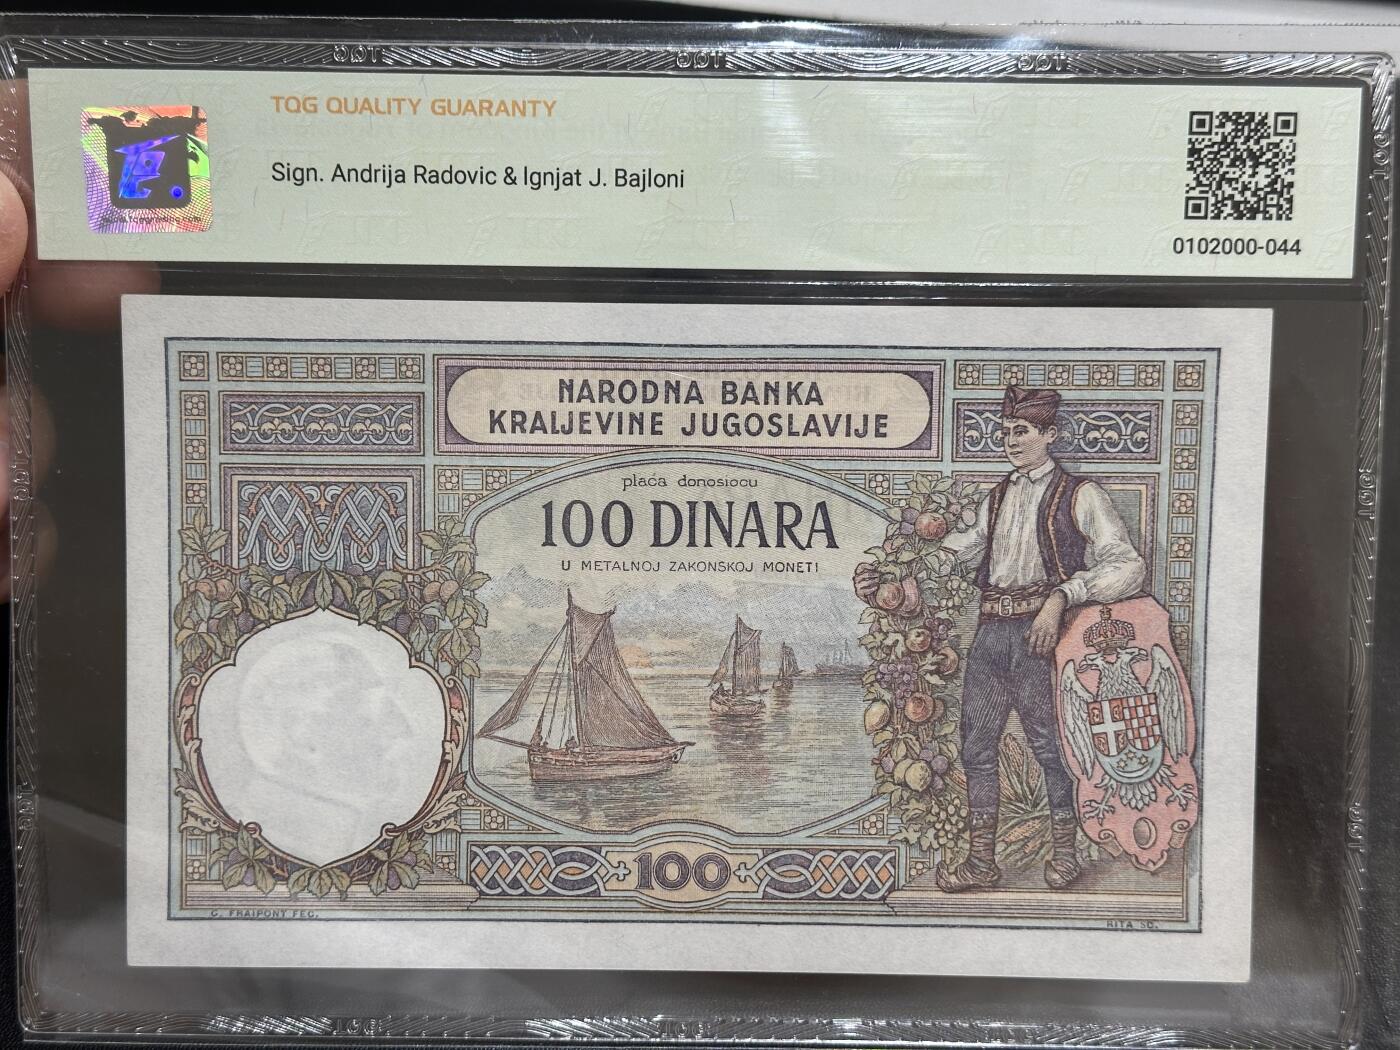 TQG QUALITY GUARANTY
Sign. Andrija Radovic & Ignjat J. Bajloni
0102000-044
NARODNA BANKA
KRALJEVINE JUGOSLAVIJE
plaća donosiocu
100 DINARA
U METALNOJ ZAKONSKOJ MONETI
100
C. FRAIPONT FEC.
RITA SC.